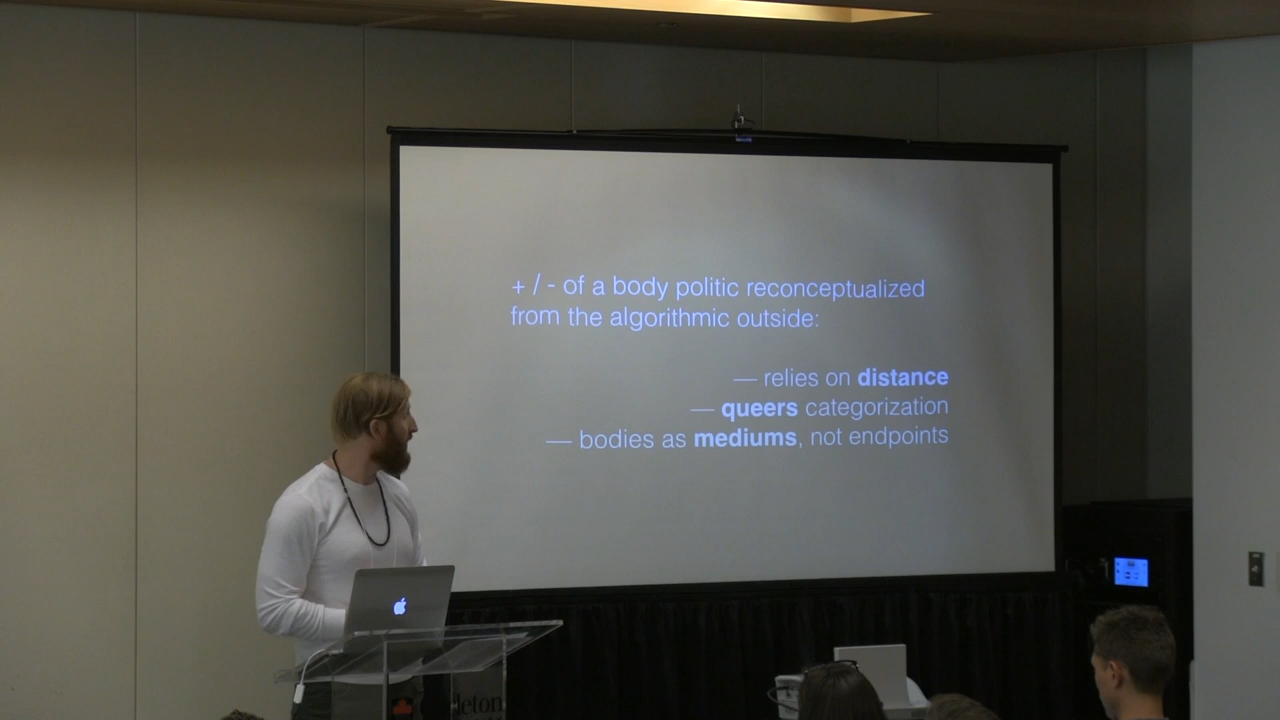 + / - of a body politic reconceptualized
from the algorithmic outside:
— relies on distance
— queers categorization
— bodies as mediums, not endpoints